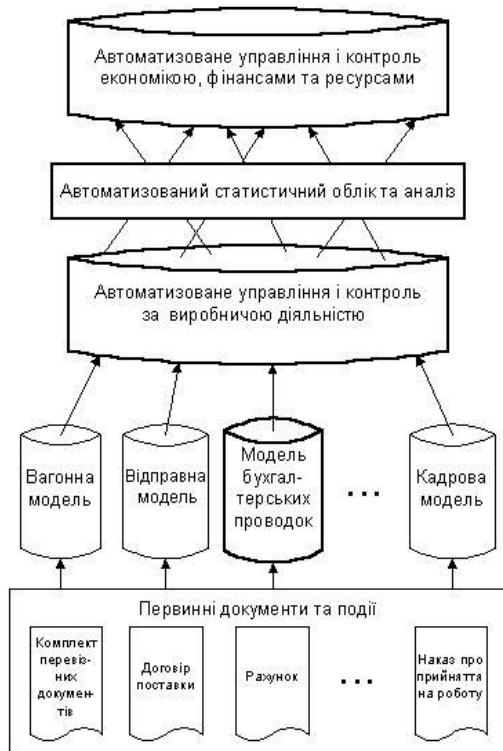 Автоматизоване управління і контроль
економікою, фінансами та ресурсами
Автоматизований статистичний облік та аналіз
Автоматизоване управління і контроль
за виробничою діяльністю
Вагонна
модель
Відправна
модель
Модель
бухгал-
терських
проводок
...
Кадрова
модель
Первинні документи та події
Комплект
перевіз-
них
докумен-
тів
Договір
поставки
Рахунок
...
Наказ про
прийняття
на роботу